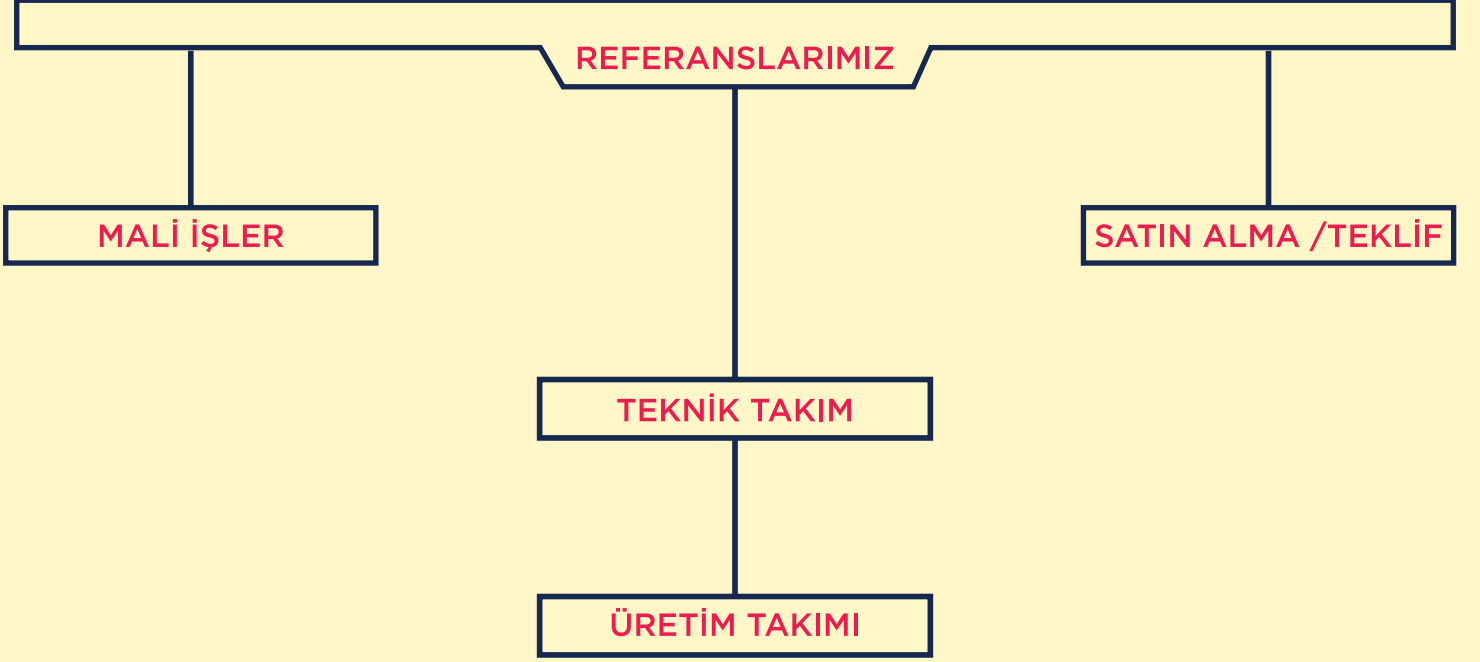 REFERANSLARIMIZ
MALİ İŞLER
SATIN ALMA /TEKLİF
TEKNİK TAKIM
ÜRETİM TAKIMI